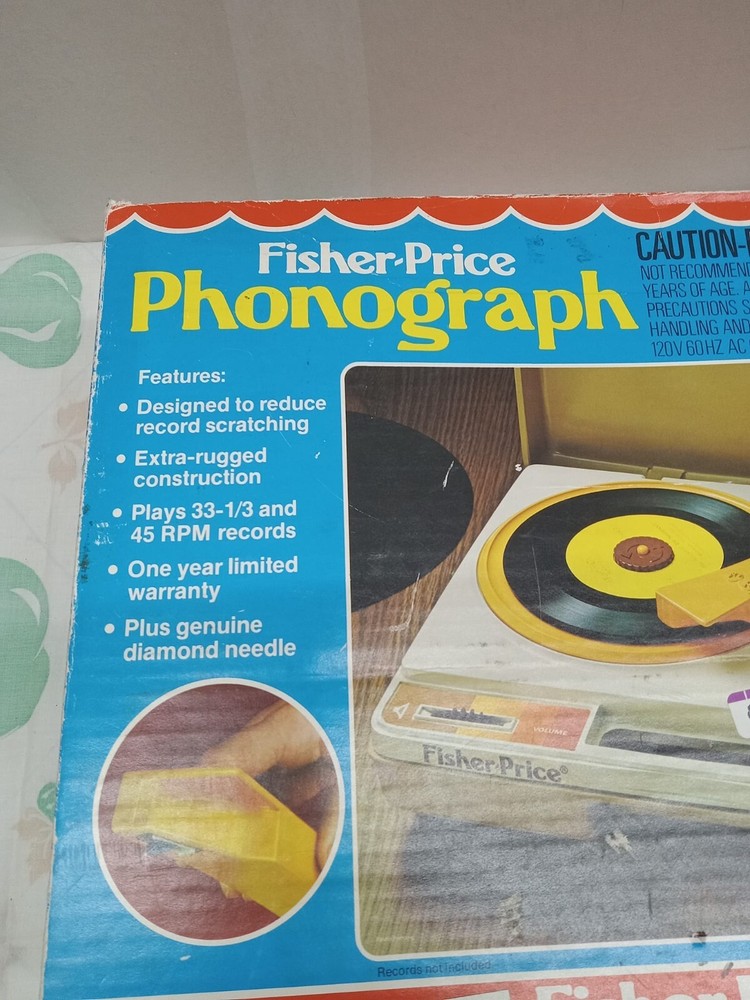 Fisher-Price
Phonograph
CAUTION-
NOT RECOMMEN
YEARS OF AGE. A
PRECAUTIONS S
HANDLING AND
120V 60HZ AC
Features:
• Designed to reduce
record scratching
• Extra-rugged
construction
• Plays 33-1/3 and
45 RPM records
• One year limited
warranty
• Plus genuine
diamond needle
VOLUME
Fisher-Price®
Records not included